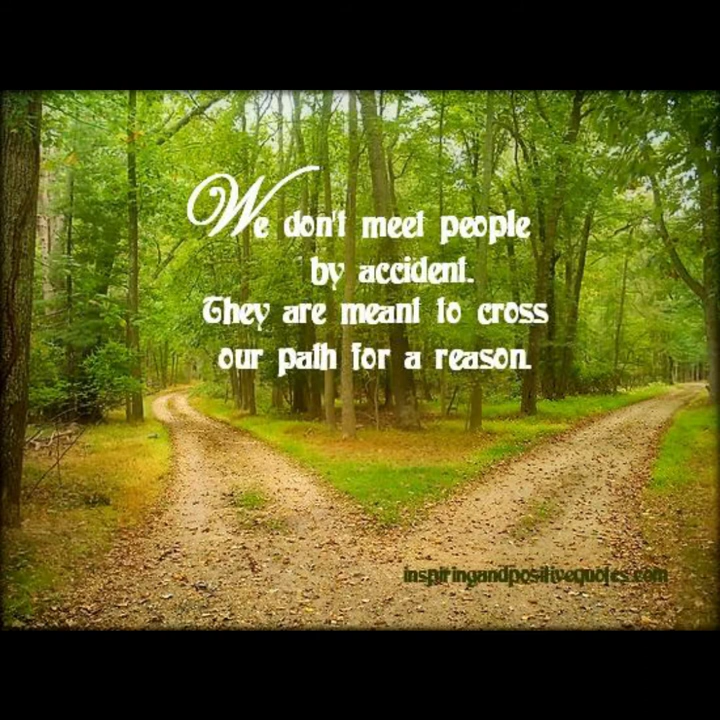 We don't meet people
by accident.
They are meant to cross
our path for a reason.
inspiringandpositivequotes.com